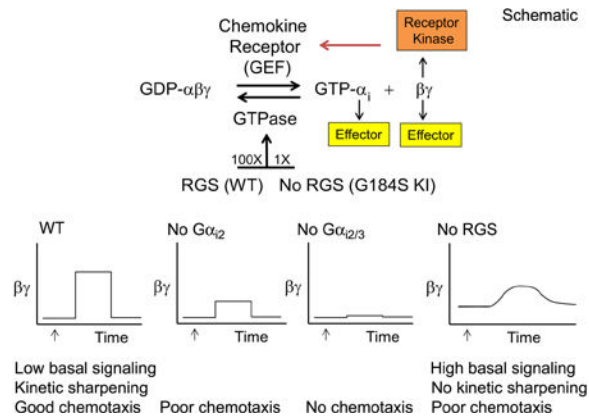 Schematic
Chemokine
Receptor
(GEF)
Receptor
Kinase
GDP-αβγ
GTP-αi + βγ
GTPase
Effector
Effector
100X 1X
RGS (WT) No RGS (G184S KI)
WT
No Gαi2
No Gαi2/3
No RGS
βγ
βγ
βγ
βγ
Time
Time
Time
Time
Low basal signaling
Kinetic sharpening
Good chemotaxis
Poor chemotaxis
No chemotaxis
High basal signaling
No kinetic sharpening
Poor chemotaxis